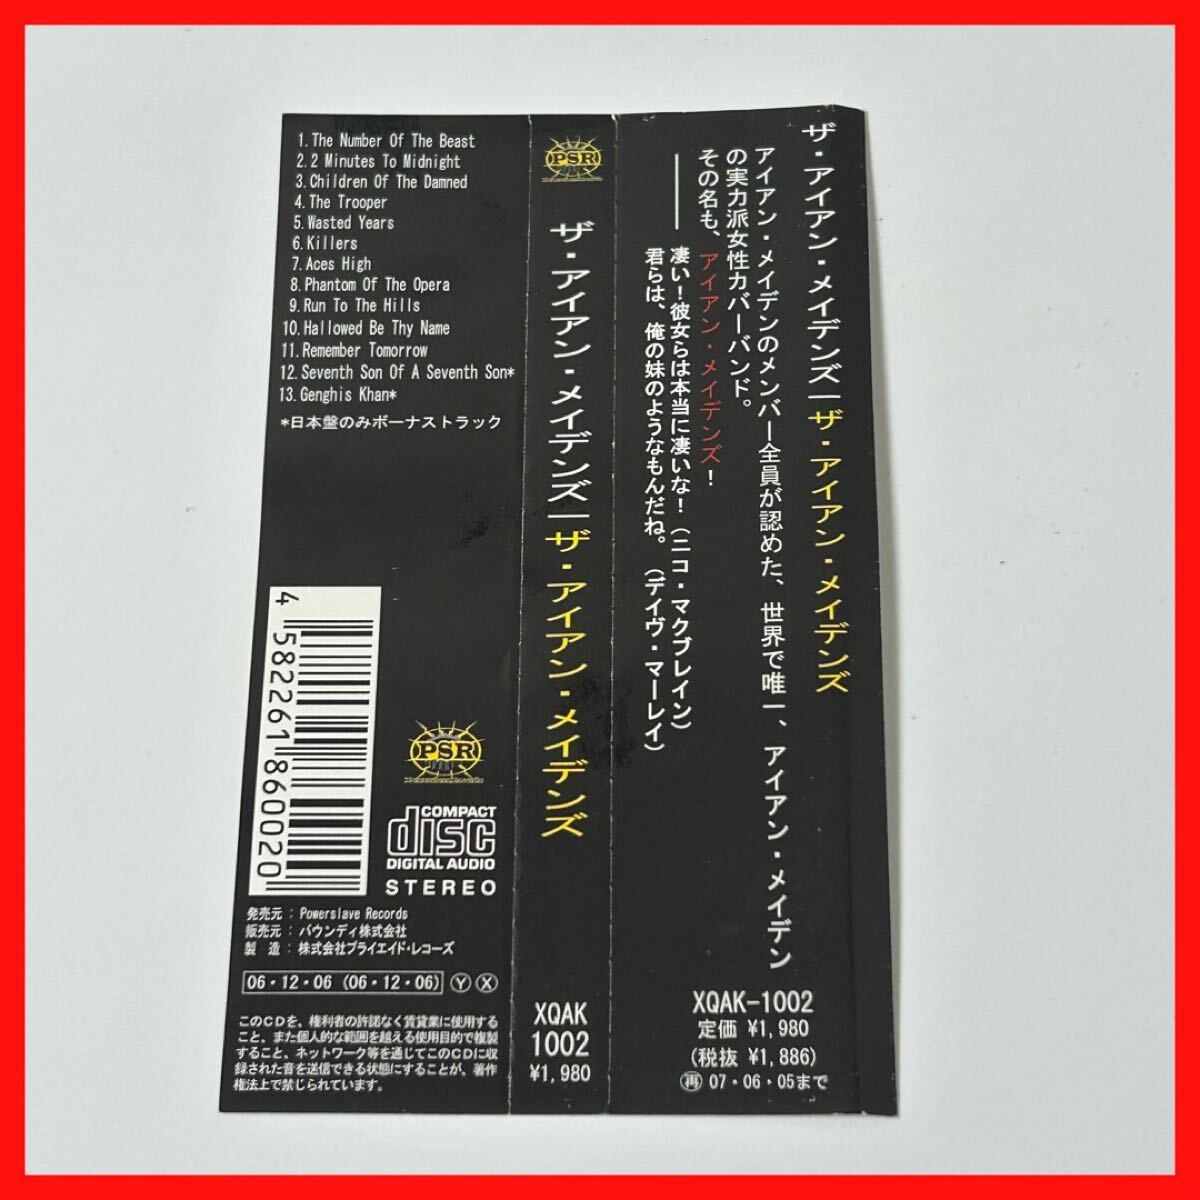 1.The Number Of The Beast
2.2 Minutes To Midnight
3.Children Of The Damned
4.The Trooper
5.Wasted Years
6.Killers
7.Aces High
8.Phantom Of The Opera
9.Run To The Hills
10.Hallowed Be Thy Name
11.Remember Tomorrow
12.Seventh Son Of A Seventh Son*
13.Genghis Khan*
*日本盤のみボーナストラック
4 582261 860020
PSR
COMPACT
disc
DIGITAL AUDIO
STEREO
発売元 : Powerslave Records
販売元 : バウンディ株式会社
製 造 : 株式会社プライエイド・レコーズ
06・12・06 (06・12・06) Ⓨ Ⓧ
このCDを、権利者の許諾なく賃貸業に使用する
こと、また個人的な範囲を越える使用目的で複製
すること、ネットワーク等を通じてこのCDに収
録された音を送信できる状態にすることが、著作
権法上で禁じられています。
PSR
ザ・アイアン・メイデンズ|ザ・アイアン・メイデンズ
XQAK
1002
¥1,980
ザ・アイアン・メイデンズ|ザ・アイアン・メイデンズ
アイアン・メイデンのメンバー全員が認めた、世界で唯一、アイアン・メイデン
の実力派女性カバーバンド。
その名も、アイアン・メイデンズ!
凄い!彼女らは本当に凄いな!(ニコ・マクブレイン)
君らは、俺の妹のようなもんだね。(デイヴ・マーレイ)
XQAK-1002
定価 ¥1,980
(税抜 ¥1,886)
㊢ 07・06・05まで